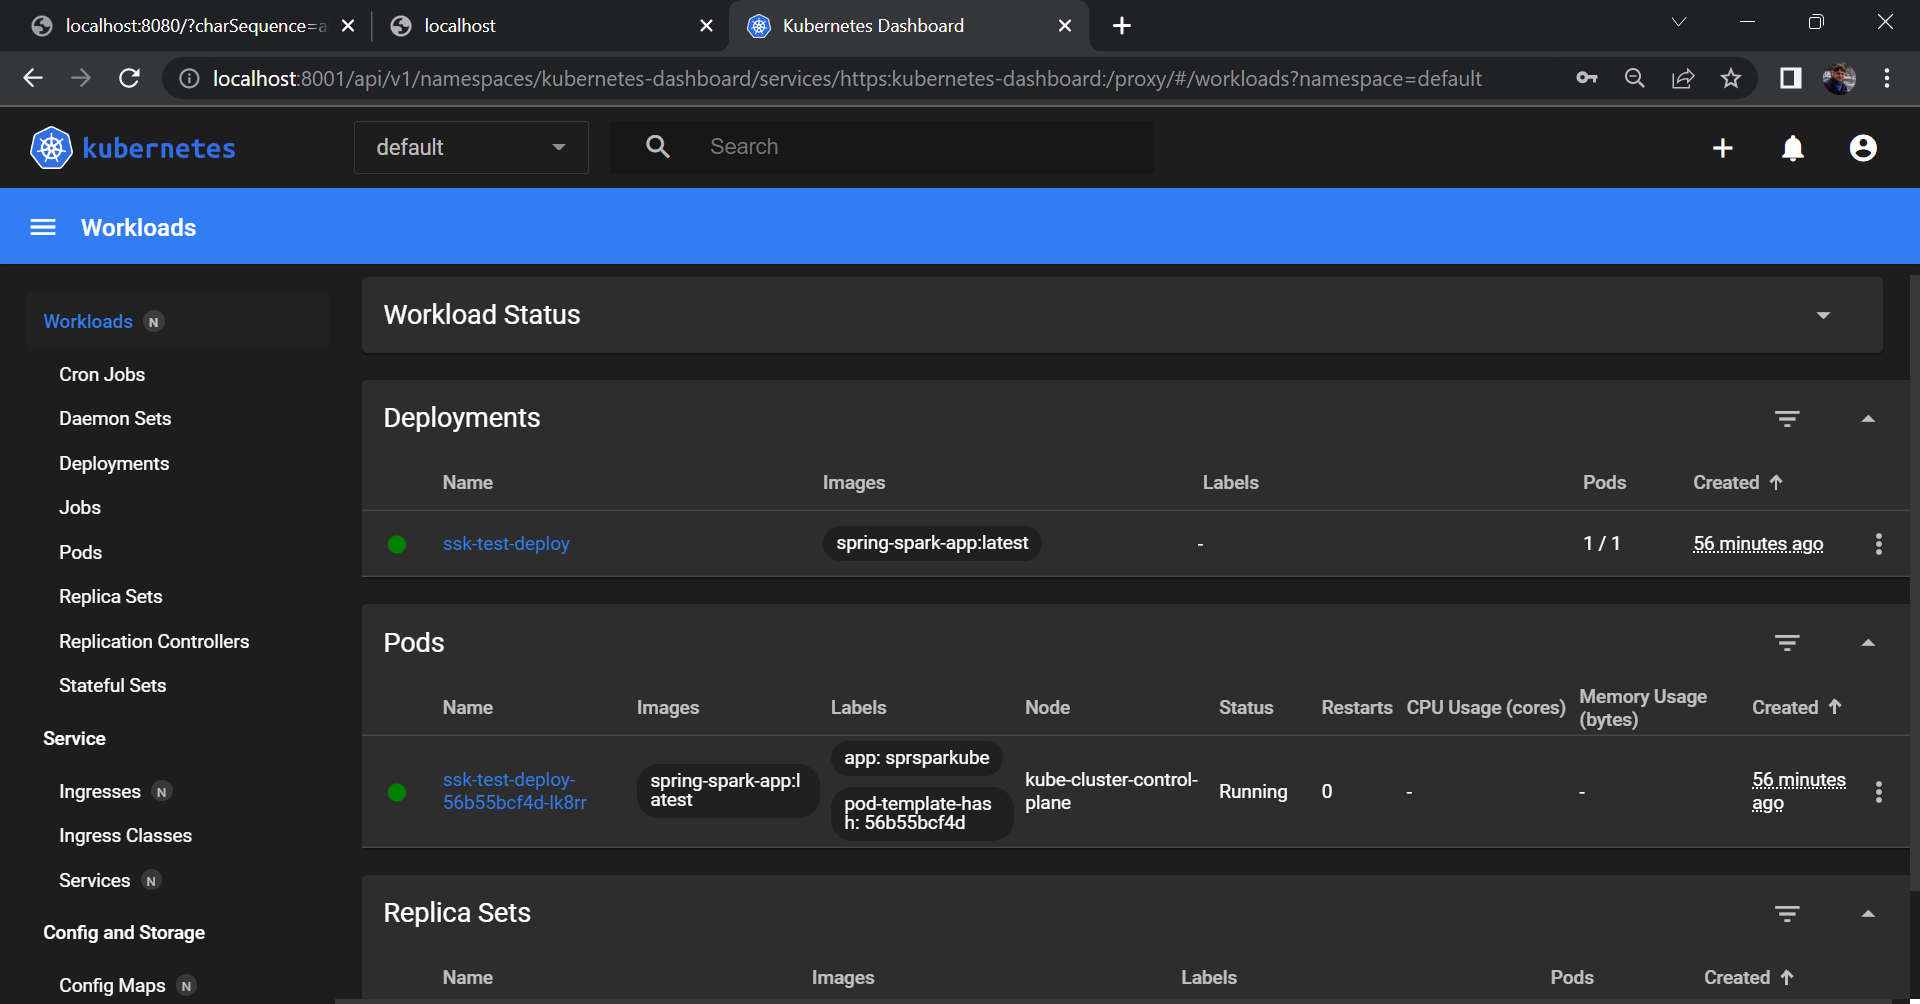 localhost:8080/?charSequence=a
localhost
Kubernetes Dashboard
localhost:8001/api/v1/namespaces/kubernetes-dashboard/services/https:kubernetes-dashboard:/proxy/#/workloads?namespace=default
kubernetes
default
Search
Workloads
Workloads N
Cron Jobs
Daemon Sets
Deployments
Jobs
Pods
Replica Sets
Replication Controllers
Stateful Sets
Service
Ingresses N
Ingress Classes
Services N
Config and Storage
Config Maps N
Workload Status
Deployments
Name Images Labels Pods Created
ssk-test-deploy spring-spark-app:latest - 1 / 1 56 minutes ago
Pods
Name Images Labels Node Status Restarts CPU Usage (cores) Memory Usage
(bytes) Created
ssk-test-deploy-
56b55bcf4d-lk8rr
spring-spark-app:l
atest
app: sprsparkube
pod-template-has
h: 56b55bcf4d
kube-cluster-control-
plane
Running
0
-
-
56 minutes
ago
Replica Sets
Name Images Labels Pods Created